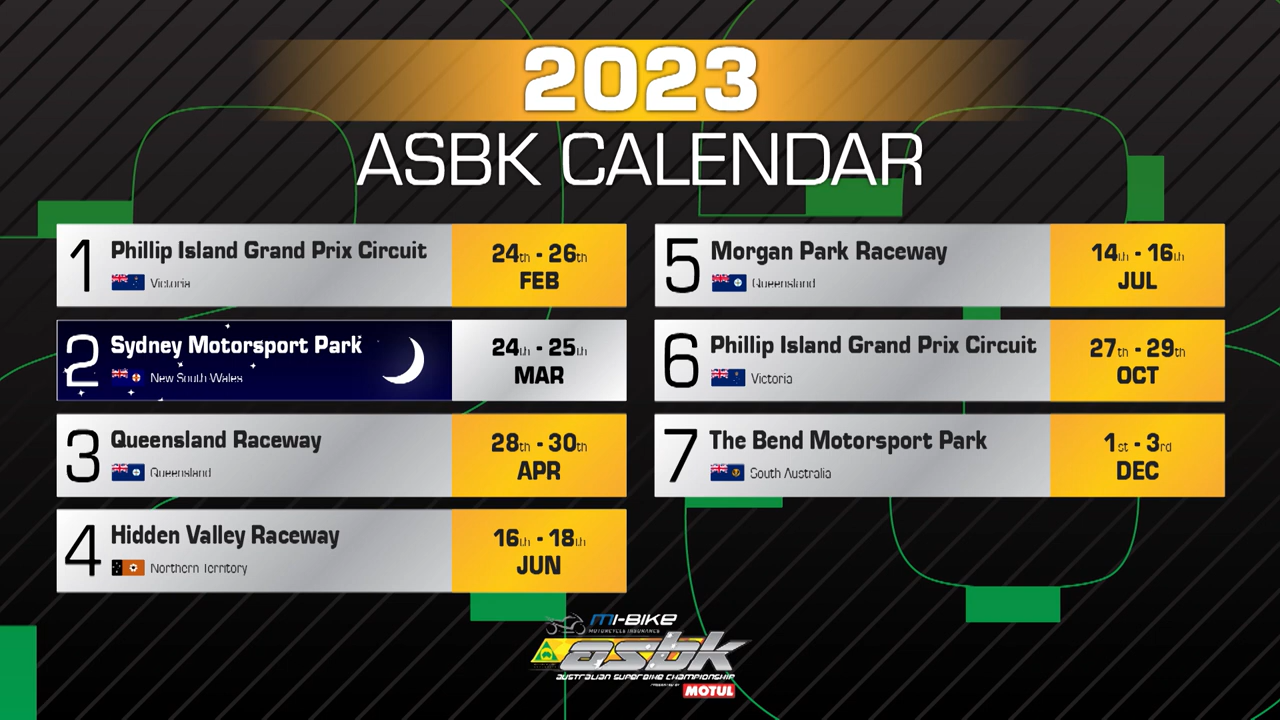 2023
ASBK CALENDAR
1 Phillip Island Grand Prix Circuit
Victoria
24th - 26th
FEB
2 Sydney Motorsport Park
New South Wales
24th - 25th
MAR
3 Queensland Raceway
Queensland
28th - 30th
APR
4 Hidden Valley Raceway
Northern Territory
16th - 18th
JUN
5 Morgan Park Raceway
Queensland
14th - 16th
JUL
6 Phillip Island Grand Prix Circuit
Victoria
27th - 29th
OCT
7 The Bend Motorsport Park
South Australia
1st - 3rd
DEC
Mi-BIKE
MOTORCYCLE INSURANCE
asbk
AUSTRALIAN SUPERBIKE CHAMPIONSHIP
PRESENTED BY MOTUL